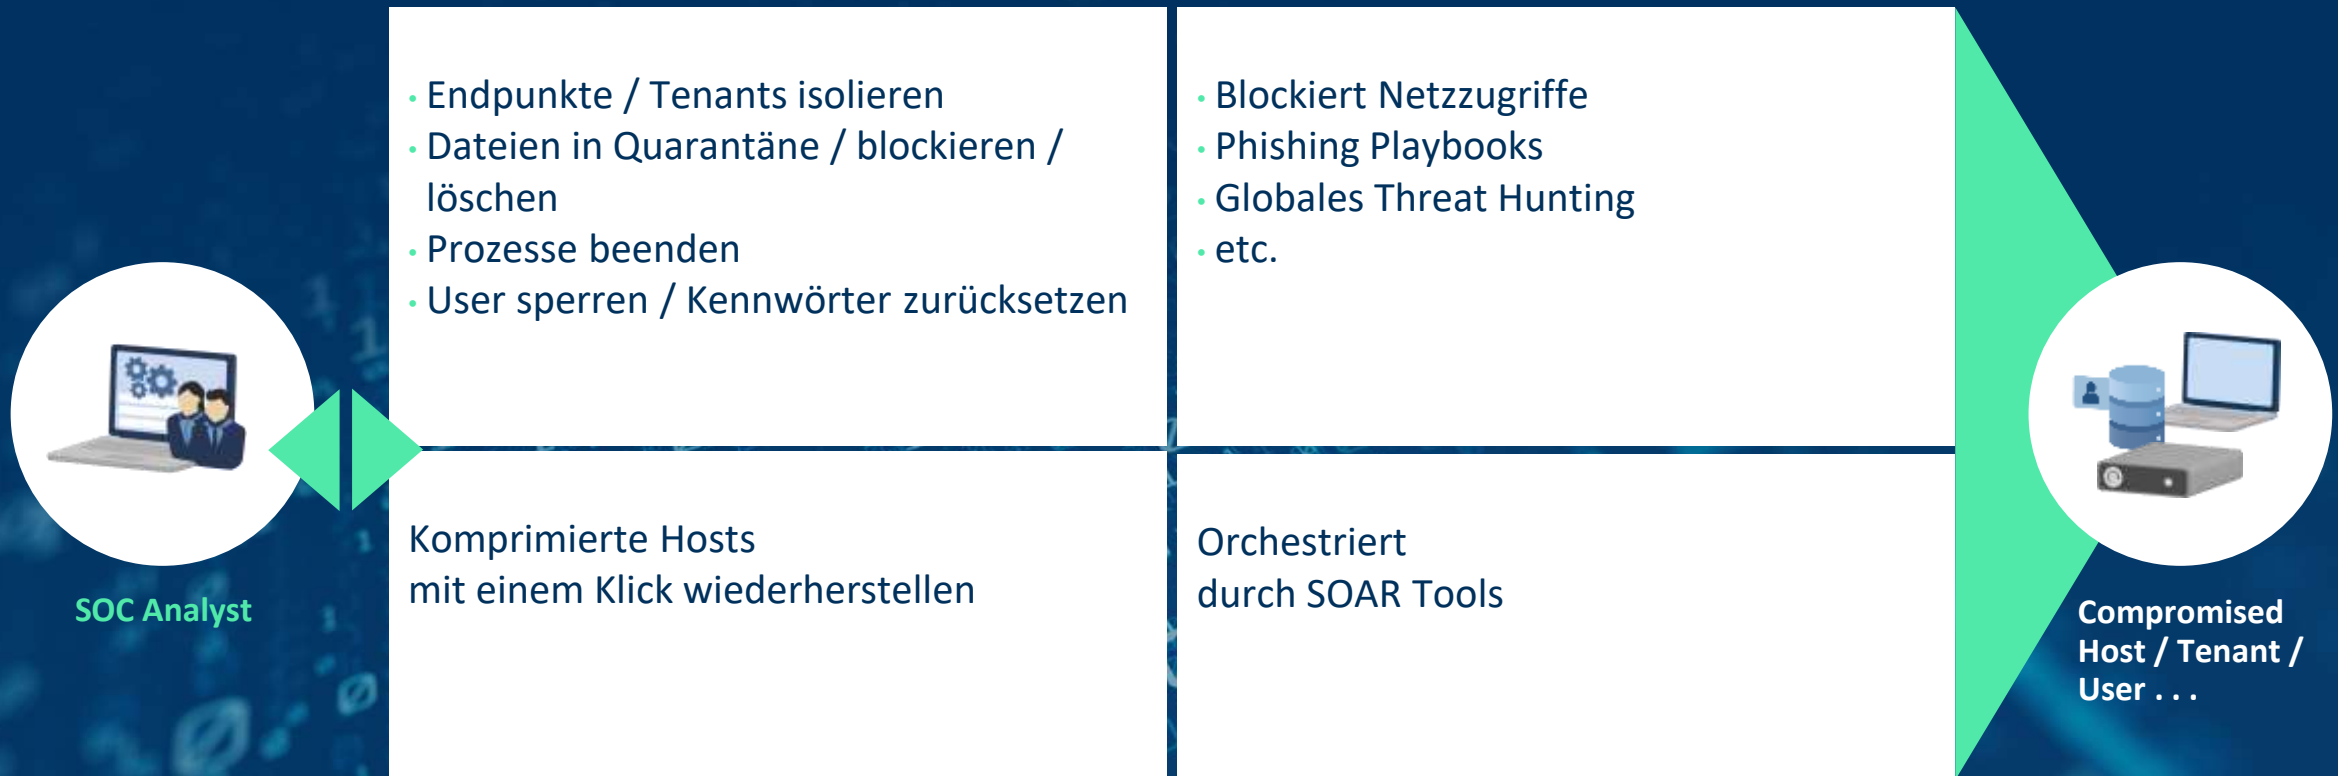 • Endpunkte / Tenants isolieren
• Dateien in Quarantäne / blockieren /
löschen
• Prozesse beenden
• User sperren / Kennwörter zurücksetzen
• Blockiert Netzzugriffe
• Phishing Playbooks
• Globales Threat Hunting
• etc.
Komprimierte Hosts
mit einem Klick wiederherstellen
Orchestriert
durch SOAR Tools
SOC Analyst
Compromised
Host / Tenant /
User . . .